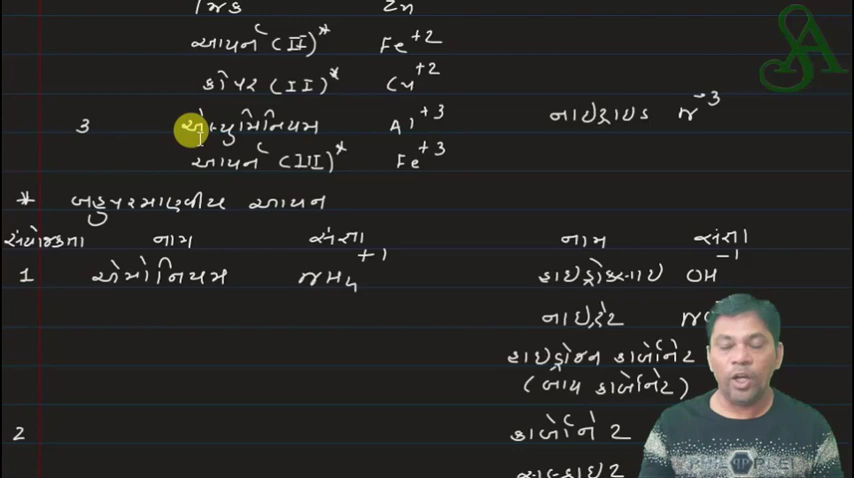 ઝિંક Zn
આયર્ન (II)* Fe+2
કોપર (II)* Cu+2
3 એલ્યુમિનિયમ Al+3 નાઇટ્રાઇડ N-3
આયર્ન (III)* Fe+3
* બહુપરમાણ્વીય આયન
સંયોજકતા નામ સંજ્ઞા નામ સંજ્ઞા
1 એમોનિયમ NH4+1 હાઇડ્રોક્સાઇડ OH-1
નાઇટ્રેટ
હાઇડ્રોજન કાર્બોનેટ
(બાય કાર્બોનેટ)
2 કાર્બોનેટ
સલ્ફાઇટ